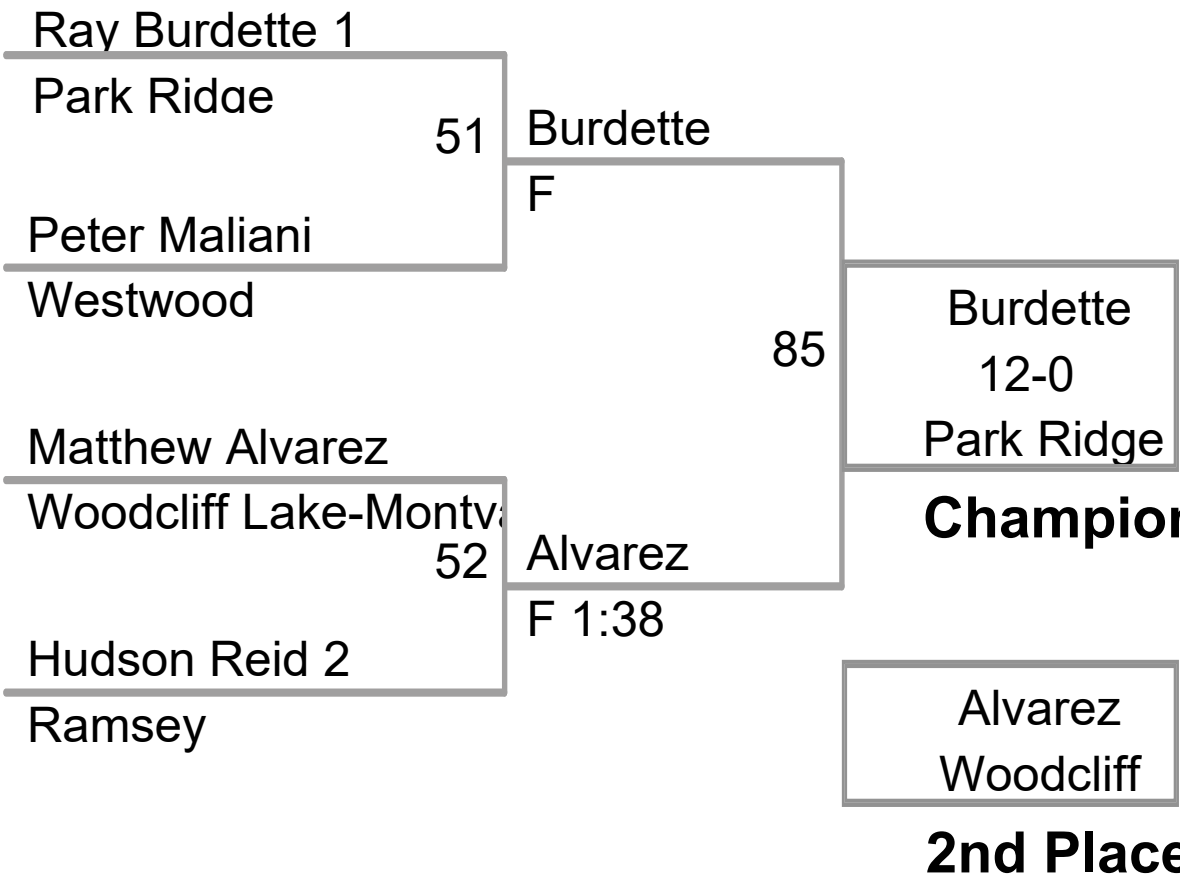 Ray Burdette 1
Park Ridge
51
Burdette
F
Peter Maliani
Westwood
Burdette
12-0
Park Ridge
Champion
85
Matthew Alvarez
Woodcliff Lake-Montva
52
Alvarez
F 1:38
Hudson Reid 2
Ramsey
Alvarez
Woodcliff
2nd Place